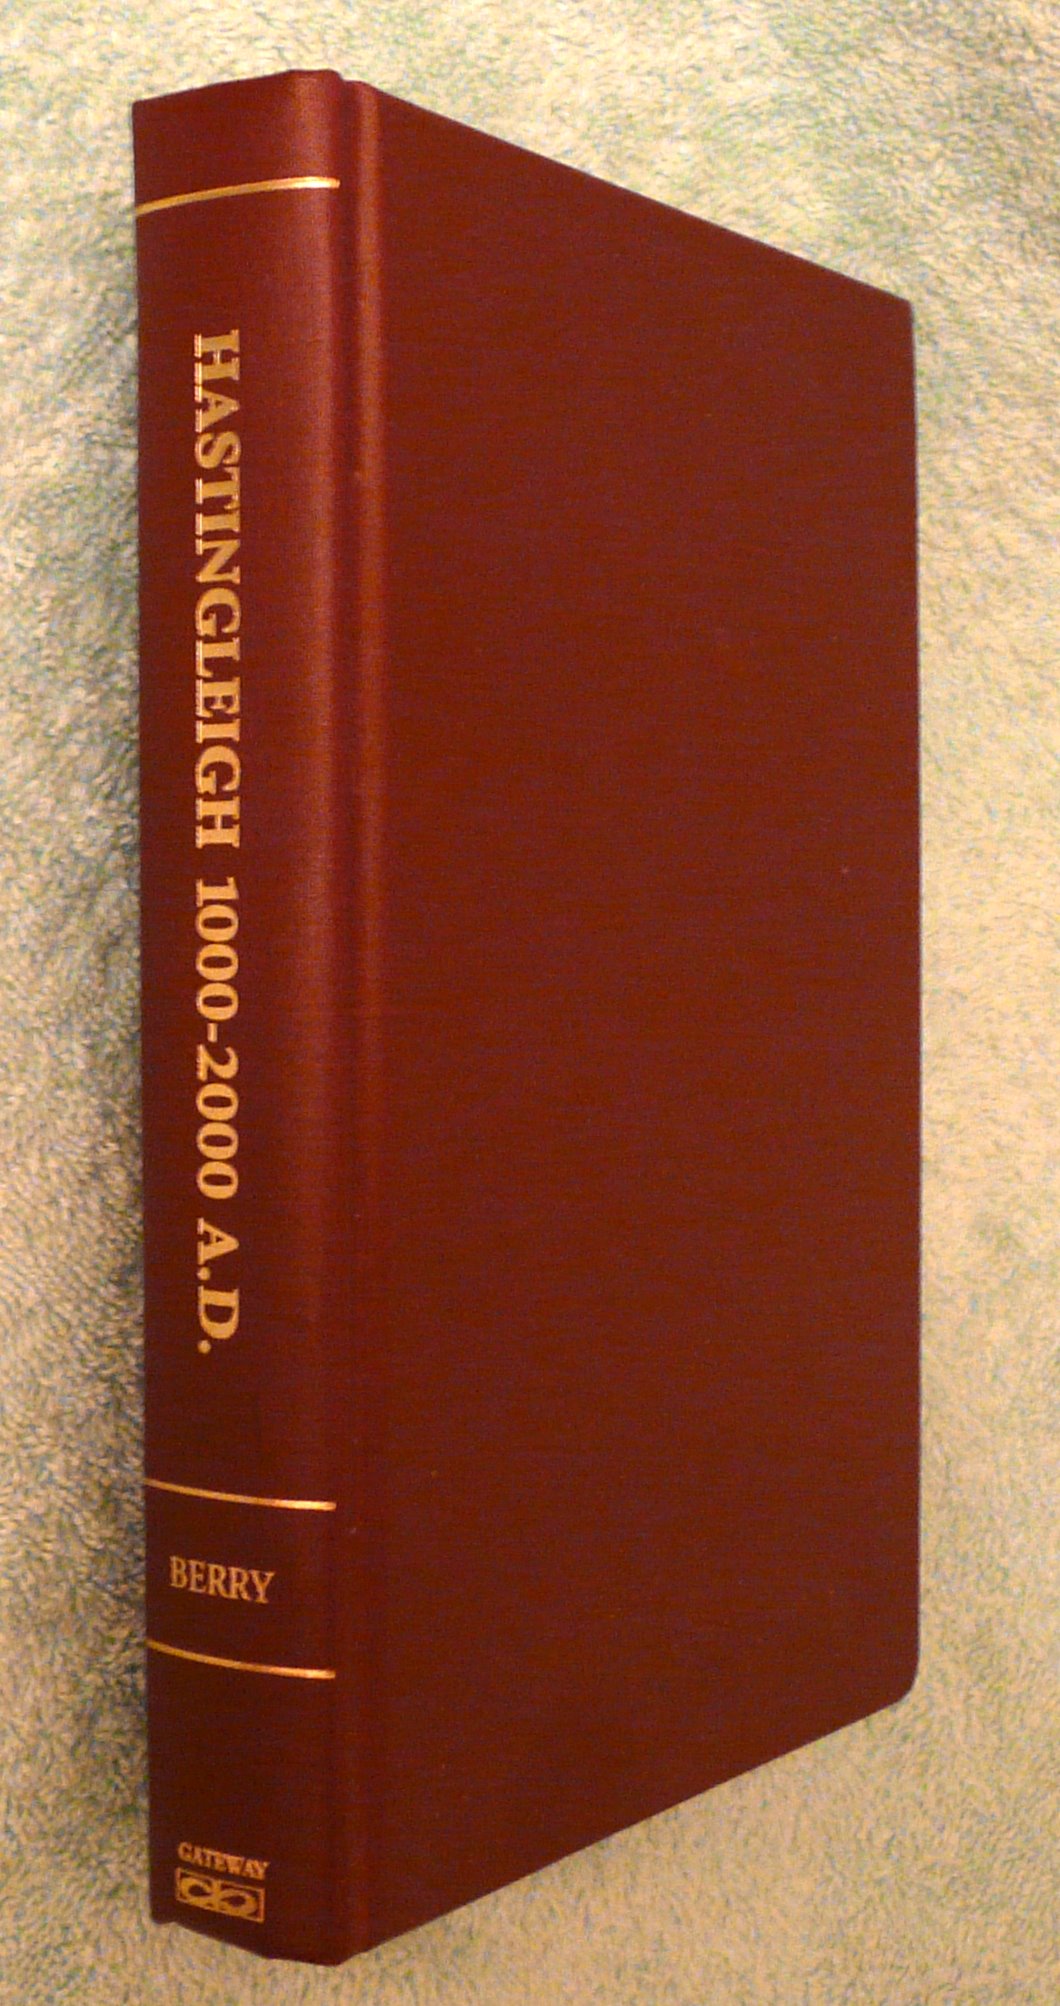 HASTINGLEIGH 1000-2000 A.D.
BERRY
GATEWAY